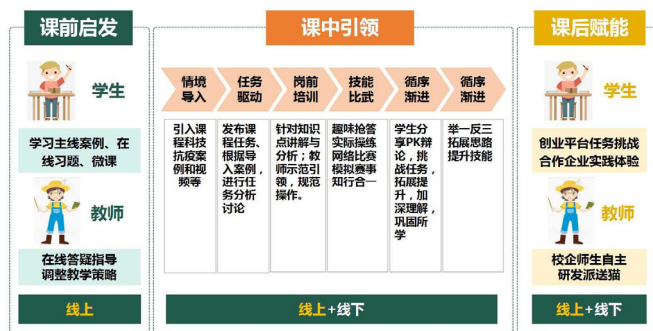 课前启发
学生
学习主线案例、在
线习题、微课
教师
在线答疑指导
调整教学策略
线上
课中引领
情境
导入
任务
驱动
岗前
培训
技能
比武
循序
渐进
循序
渐进
引入课
程科技
抗疫案
例和视
频等
发布课
程任务、
根据导
入案例，
进行任
务分析
讨论
针对知识
点讲解与
分析；教
师示范引
领，规范
操作。
趣味抢答
实际操练
网络比赛
模拟赛事
知行合一
学生分
享PK辩
论，挑
战任务，
拓展提
升，加
深理解，
巩固所
学
举一反三
拓展思路
提升技能
线上+线下
课后赋能
学生
创业平台任务挑战
合作企业实践体验
教师
校企师生自主
研发派送猫
线上+线下